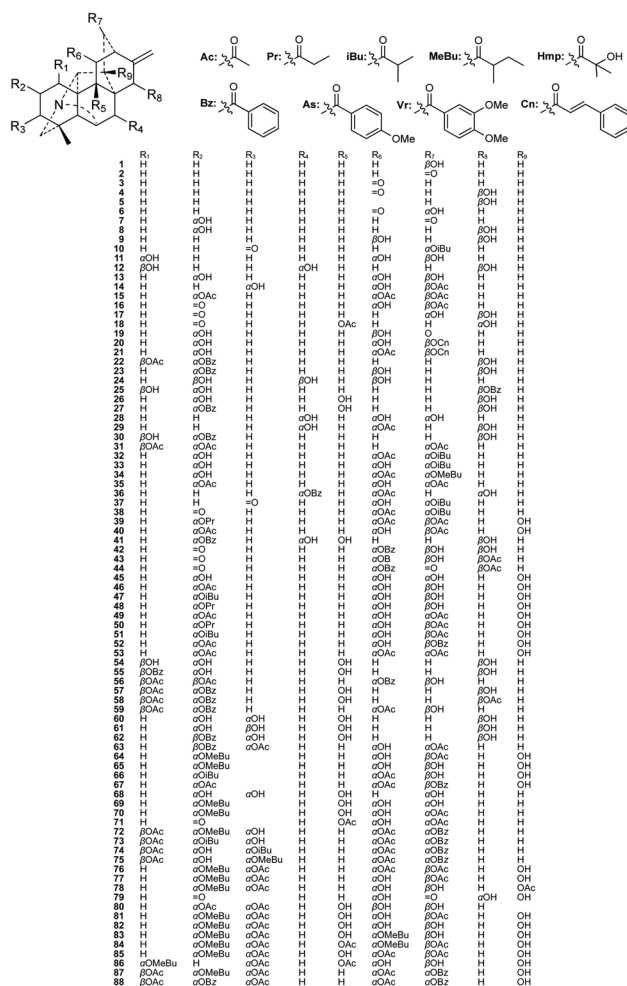 R₇
R₆
R₁
R₉
R₂
R₈
N
R₅
R₃
R₄
Ac: O
Pr: O
iBu: O
MeBu: O
Hmp: O OH
Bz: O
As: O OMe
Vr: O OMe OMe
Cn: O
R₁ R₂ R₃ R₄ R₅ R₆ R₇ R₈ R₉
1 H H H H H H βOH H H
2 H H H H H H =O H H
3 H H H H H =O H H H
4 H H H H H =O H βOH H
5 H H H H H H H βOH H
6 H H H H H =O αOH H H
7 H αOH H H H H =O H H
8 H αOH H H H H H βOH H
9 H H H H H βOH H βOH H
10 H H =O H H H αOiBu H H
11 αOH H H H H αOH βOH H H
12 βOH H H αOH H H H βOH H
13 H αOH H H H αOH βOH H H
14 H H αOH H H αOH βOAc H H
15 H αOAc H H H αOAc βOAc H H
16 H =O H H H αOH βOAc H H
17 H =O H H H H αOH βOH H
18 H =O H H OAc H H αOH H
19 H αOH H H H βOH O H H
20 H αOH H H H αOH βOCn H H
21 H αOH H H H αOAc βOCn H H
22 βOAc αOBz H H H H H βOH H
23 H αOBz H H H H H βOH H
24 H βOH H βOH H βOH H H H
25 βOH αOH H H H H H βOBz H
26 H αOH H H OH H H βOH H
27 H αOBz H H OH H H βOH H
28 H H H αOH H αOH αOH H H
29 H H H αOH H αOAc H βOH H
30 βOH αOBz H H H H H βOH H
31 βOAc αOAc H H H H αOAc H H
32 H αOH H H H αOAc αOiBu H H
33 H αOH H H H αOH αOiBu H H
34 H αOH H H H αOAc αOMeBu H H
35 H αOAc H H H αOH αOAc H H
36 H H H αOBz H αOAc H αOH H
37 H H =O H H αOH αOiBu H H
38 H =O H H H αOAc αOiBu H H
39 H αOPr H H H αOAc βOAc H OH
40 H αOAc H H H αOH βOAc H OH
41 H αOBz H αOH OH H H βOH H
42 H =O H H H αOBz βOH βOH H
43 H =O H H H αOB βOH βOAc H
44 H =O H H H αOBz =O βOAc H
45 H αOH H H H αOH αOH H OH
46 H αOAc H H H αOH βOH H OH
47 H αOiBu H H H αOH βOH H OH
48 H αOPr H H H αOH βOH H OH
49 H αOAc H H H αOH αOAc H OH
50 H αOPr H H H αOH βOAc H OH
51 H αOiBu H H H αOH βOAc H OH
52 H αOAc H H H αOAc βOBz H OH
53 H αOAc H H H αOAc αOAc H OH
54 βOH αOH H H OH H H βOH H
55 βOBz αOH H H OH H H βOH H
56 βOAc βOAc H H H αOBz βOH H H
57 βOAc αOBz H H OH H H βOH H
58 βOAc αOBz H H OH H H βOAc H
59 βOAc αOBz H H H αOAc βOH H H
60 H αOH αOH H OH H H βOH H
61 H αOH βOH H OH H H βOH H
62 H βOBz αOH H OH H H βOH H
63 H βOBz αOAc H H αOH αOAc H H
64 H αOMeBu H H αOH βOAc H OH
65 H αOMeBu H H αOH βOH H OH
66 H αOiBu H H αOAc βOH H OH
67 H αOAc H H αOH βOBz H OH
68 H αOH αOH H OH H αOH H H
69 H αOMeBu H OH αOH αOH H H
70 H αOMeBu H OH αOH αOAc H H
71 H =O H OAc αOH αOAc H H
72 βOAc αOMeBu αOH H H αOAc αOBz H H
73 βOAc αOiBu αOH H H αOAc αOBz H H
74 βOAc αOH αOiBu H H αOAc αOBz H H
75 βOAc αOH αOMeBu H H αOAc αOBz H H
76 H αOMeBu αOAc H H αOAc βOAc H OH
77 H αOMeBu αOAc H H αOH βOH H OH
78 H αOMeBu αOAc H H αOH βOH H OAc
79 H =O H H αOH =O αOH OH
80 H αOAc αOAc H OH βOH βOH H
81 H αOMeBu αOAc H OH αOH βOAc H OH
82 H αOMeBu αOAc H OH αOH βOH H OH
83 H αOMeBu αOAc H OH αOMeBu βOH H OH
84 H αOMeBu αOAc H OAc αOMeBu βOAc H OH
85 H αOMeBu αOAc H OH αOAc βOAc H OH
86 αOMeBu H αOAc H OAc αOH βOH H OH
87 βOAc αOMeBu αOAc H H αOAc αOBz H OH
88 βOAc αOBz αOAc H H αOAc αOBz H OH